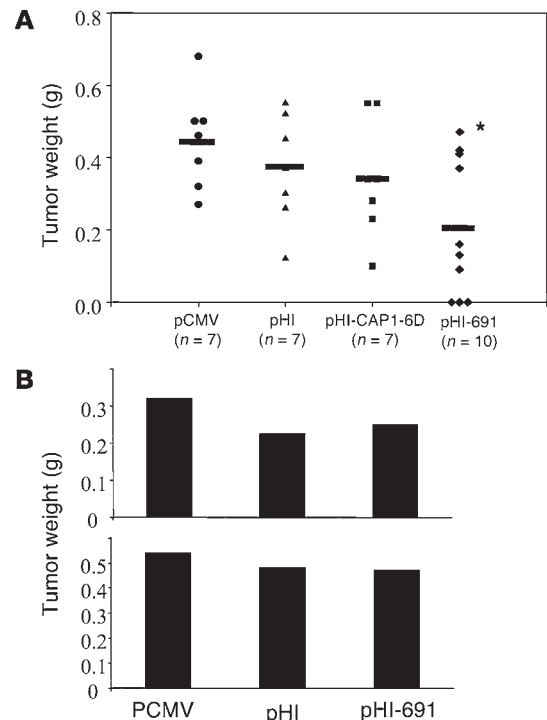 A
Tumor weight (g)
0.8
0.6
0.4
0.2
0.0
*
pCMV pHI pHI-CAP1-6D pHI-691
(n = 7) (n = 7) (n = 7) (n = 10)
B
Tumor weight (g)
0.3
0.2
0.1
0
0.5
0.4
0.3
0.2
0.1
0
PCMV pHI pHI-691